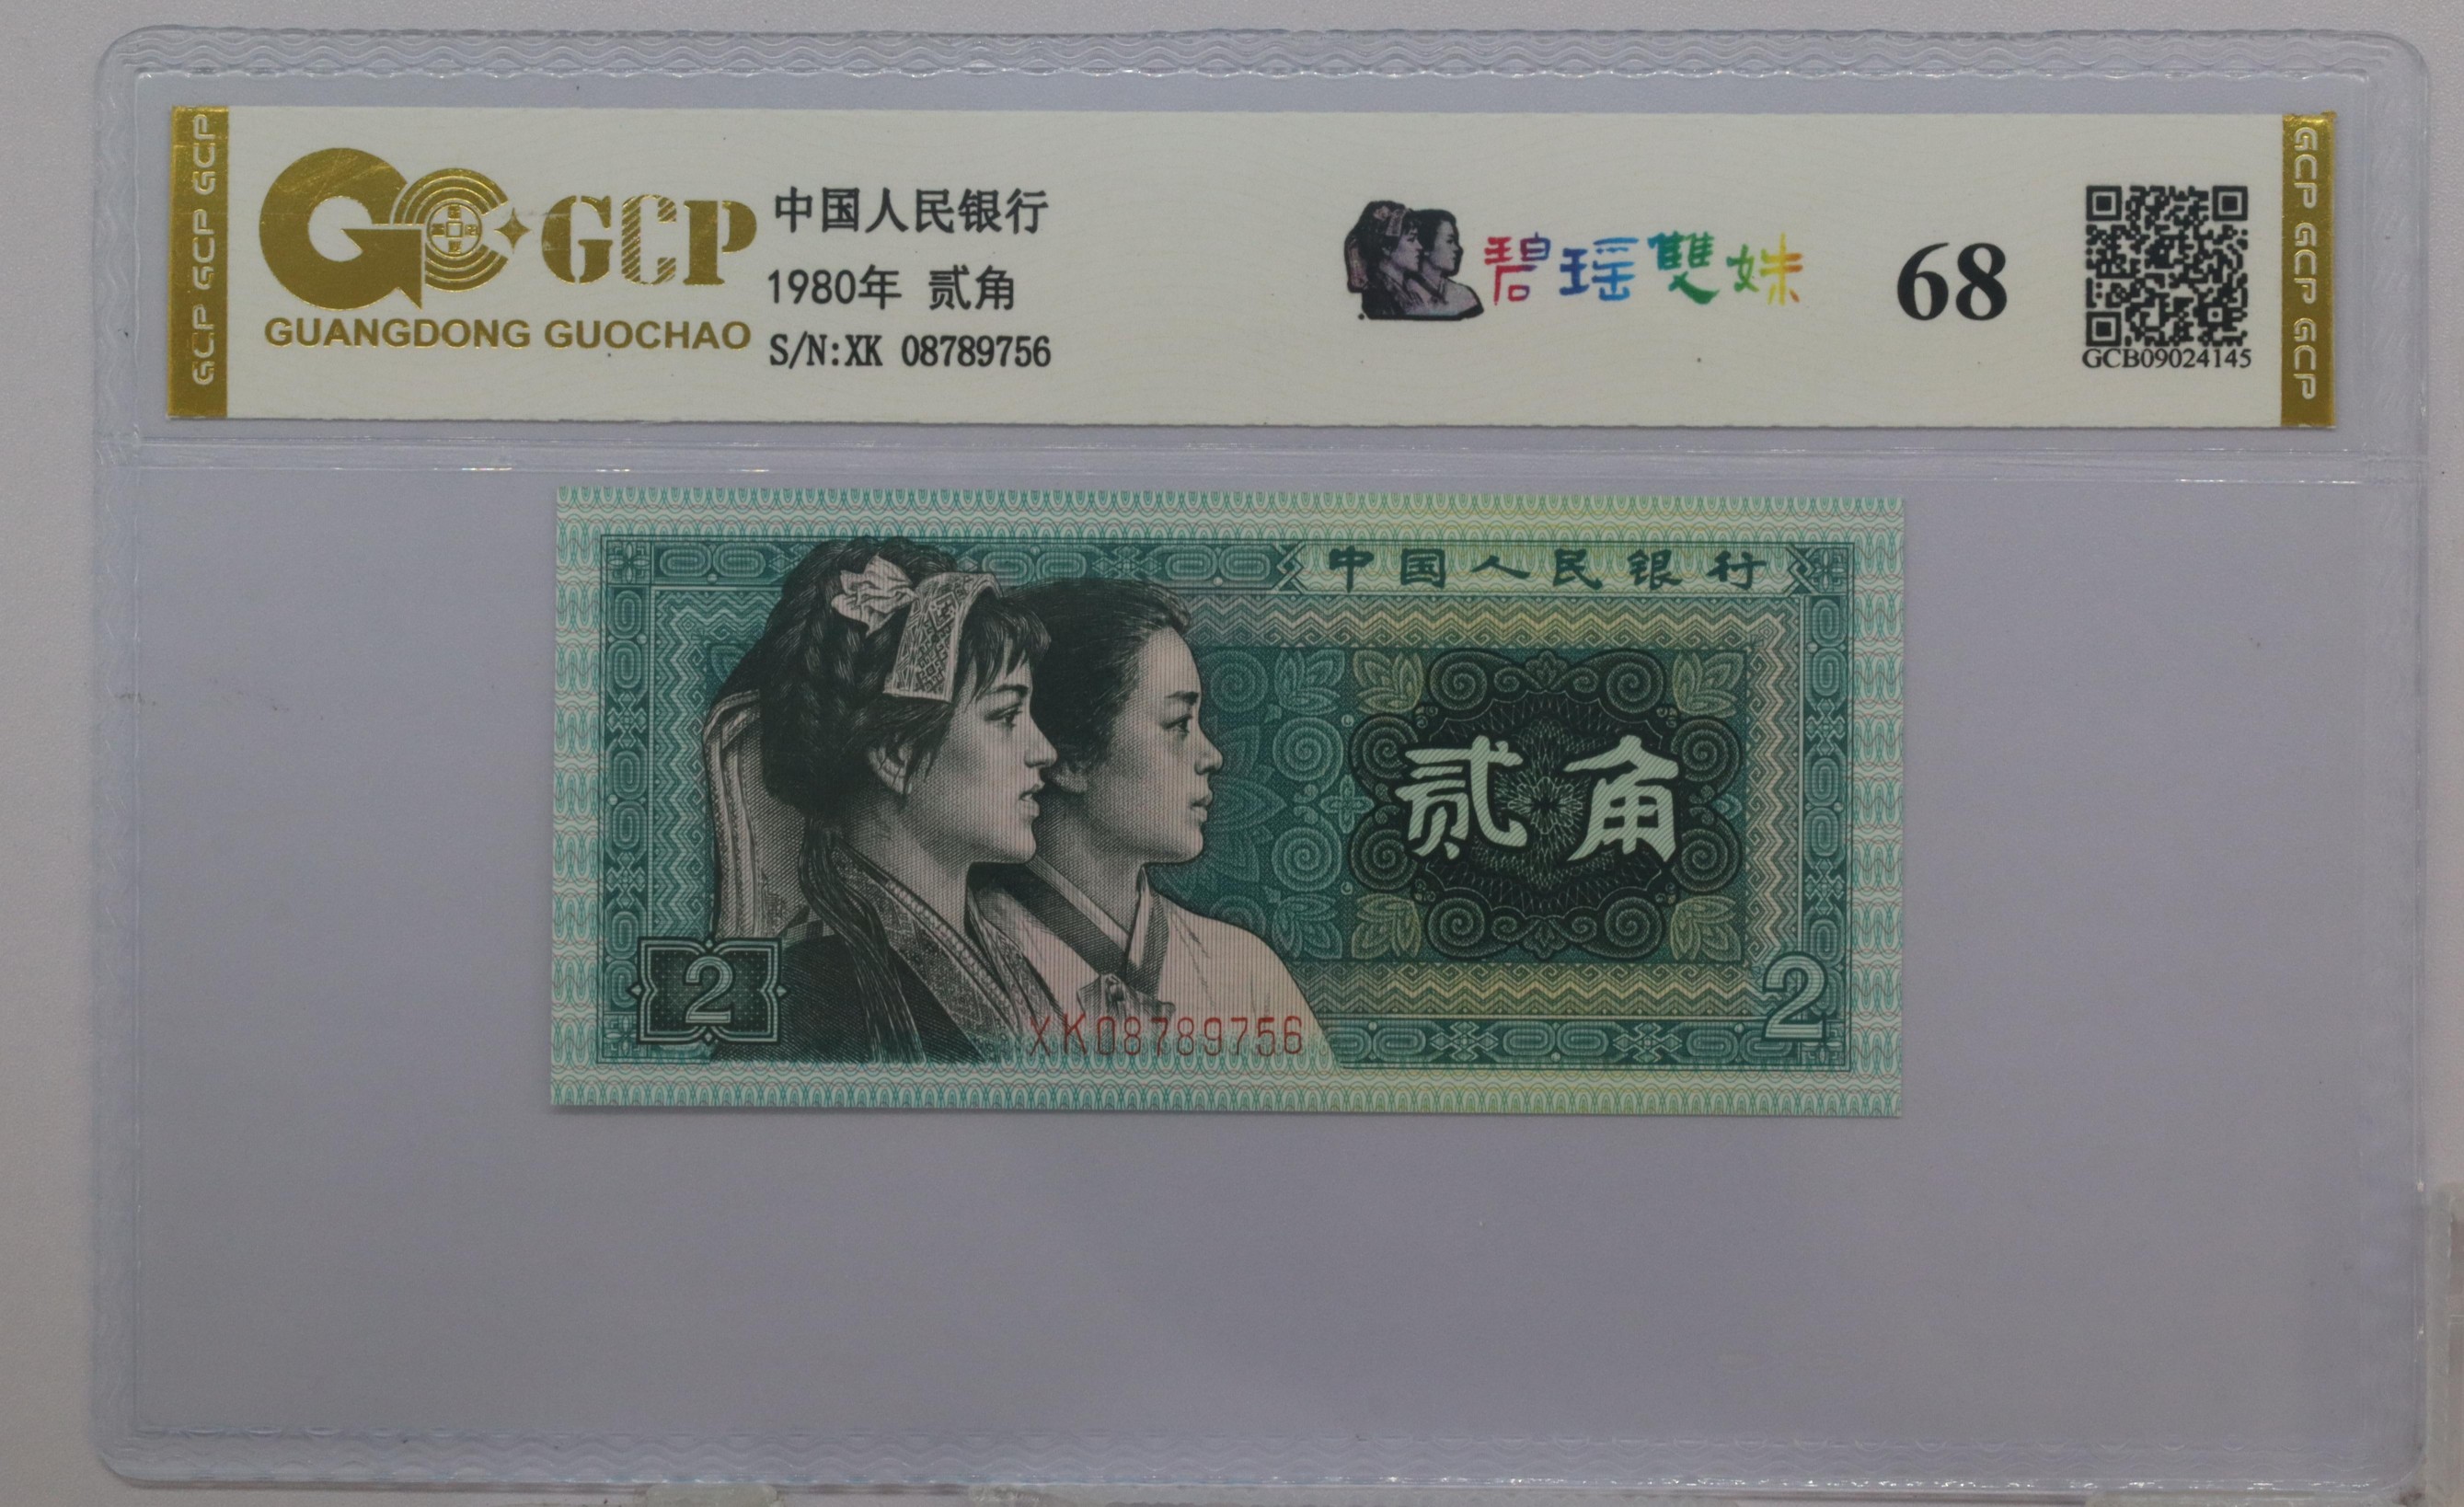 GCP GCP GCP
GCP
GUANGDONG GUOCHAO
中国人民银行
1980年 贰角
S/N:XK 08789756
碧瑶雙姝
68
GCB09024145
GCP GCP GCP
中国人民银行
贰角
2
XK08789756
2